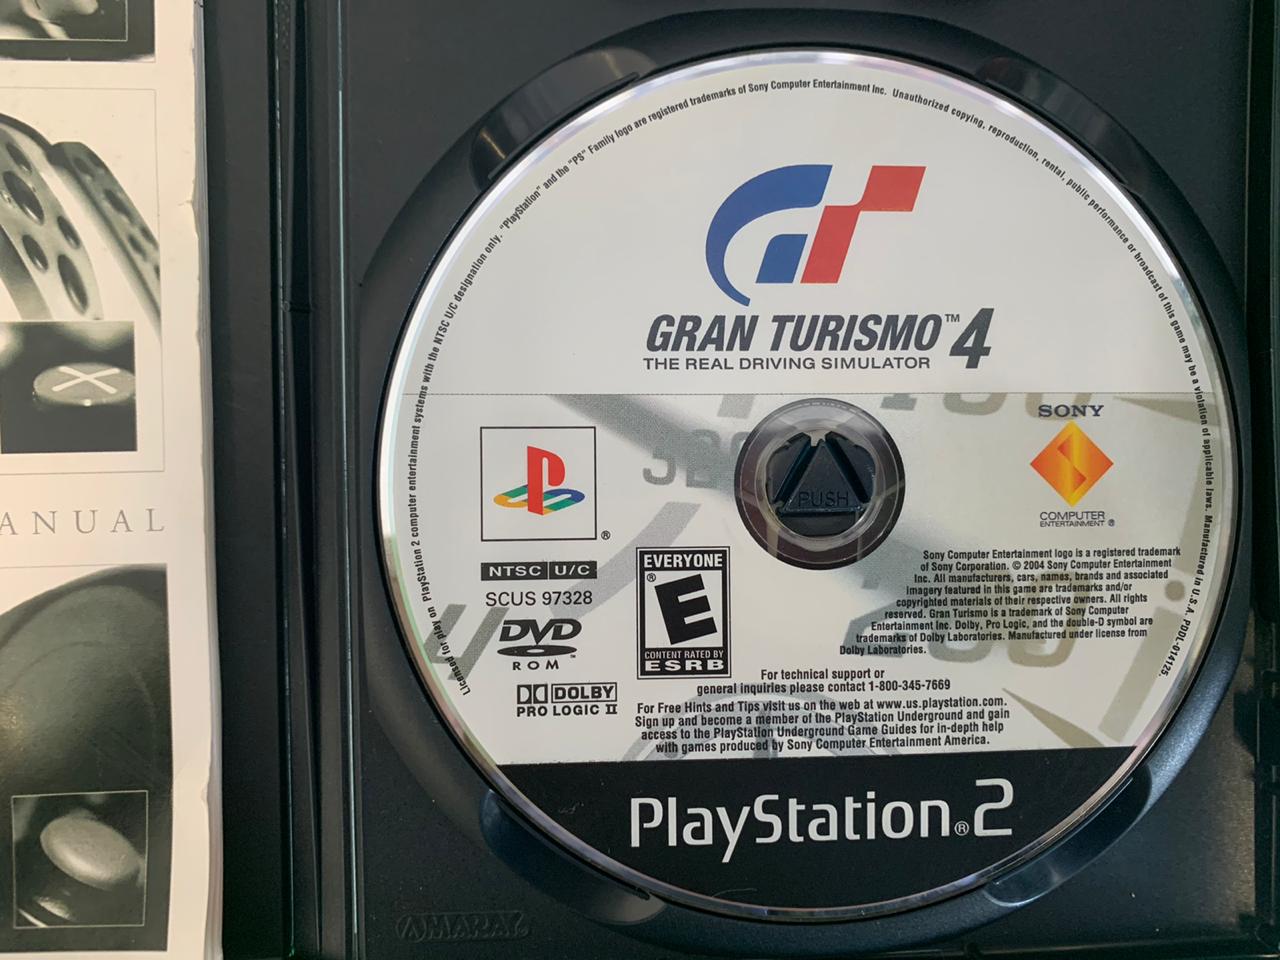 ANUAL
Licensed for play on PlayStation 2 computer entertainment systems with the NTSC U/C designation only. "PlayStation" and the "PS" Family logo are registered trademarks of Sony Computer Entertainment Inc. Unauthorized copying, reproduction, rental, public performance or broadcast of this game may be a violation of applicable laws. Manufactured in U.S.A. PDDL-014125.
GT
GRAN TURISMO™ 4
THE REAL DRIVING SIMULATOR
SONY
PUSH
COMPUTER
ENTERTAINMENT ®
®
NTSC U/C
SCUS 97328
DVD
ROM
DOLBY
PRO LOGIC II
EVERYONE
E
®
CONTENT RATED BY
ESRB
Sony Computer Entertainment logo is a registered trademark
of Sony Corporation. © 2004 Sony Computer Entertainment
Inc. All manufacturers, cars, names, brands and associated
imagery featured in this game are trademarks and/or
copyrighted materials of their respective owners. All rights
reserved. Gran Turismo is a trademark of Sony Computer
Entertainment Inc. Dolby, Pro Logic, and the double-D symbol are
trademarks of Dolby Laboratories. Manufactured under license from
Dolby Laboratories.
For technical support or
general inquiries please contact 1-800-345-7669
For Free Hints and Tips visit us on the web at www.us.playstation.com.
Sign up and become a member of the PlayStation Underground and gain
access to the PlayStation Underground Game Guides for in-depth help
with games produced by Sony Computer Entertainment America.
PlayStation®2
AMARAY